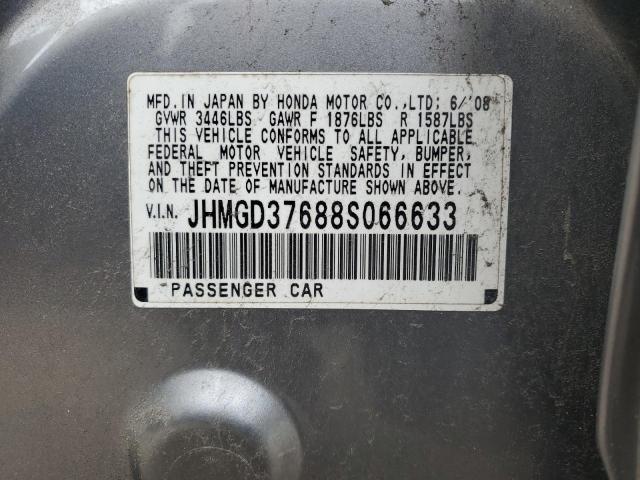 MFD.IN JAPAN BY HONDA MOTOR CO.,LTD; 6/'08
GVWR 3446LBS GAWR F 1876LBS R 1587LBS
THIS VEHICLE CONFORMS TO ALL APPLICABLE
FEDERAL MOTOR VEHICLE SAFETY, BUMPER,
AND THEFT PREVENTION STANDARDS IN EFFECT
ON THE DATE OF MANUFACTURE SHOWN ABOVE.
V.I.N. JHMGD37688S066633
PASSENGER CAR